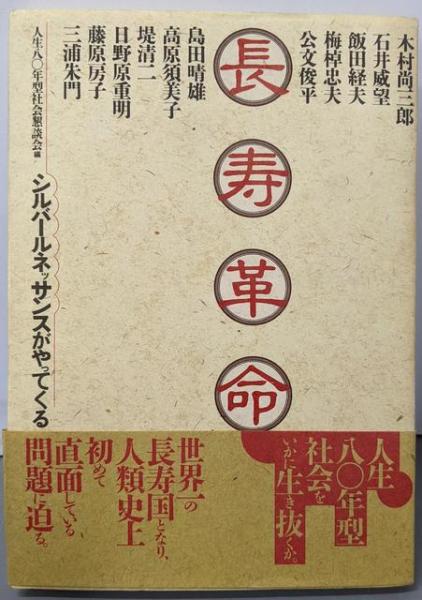 木村尚三郎
石井威望
飯田経夫
梅棹忠夫
公文俊平
長寿革命
島田晴雄
高原須美子
堤清二
日野原重明
藤原房子
三浦朱門
人生八〇年型社会懇談会編
シルバールネッサンスがやってくる
人生
八〇年型
社会を
いかに生き抜くか。
世界一の
長寿国となり、
人類史上
初めて
直面している
問題に迫る。